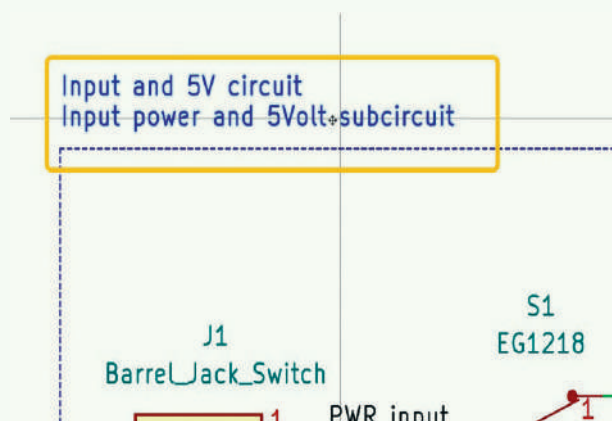 Input and 5V circuit
Input power and 5Volt subcircuit
S1
EG1218
J1
Barrel_Jack_Switch
1
PWR input
1